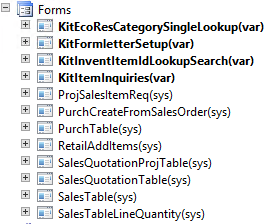 Forms
KitEcoResCategorySingleLookup(var)
KitFormletterSetup(var)
KitInventItemIdLookupSearch(var)
KitItemInquiries(var)
ProjSalesItemReq(sys)
PurchCreateFromSalesOrder(sys)
PurchTable(sys)
RetailAddItems(sys)
SalesQuotationProjTable(sys)
SalesQuotationTable(sys)
SalesTable(sys)
SalesTableLineQuantity(sys)